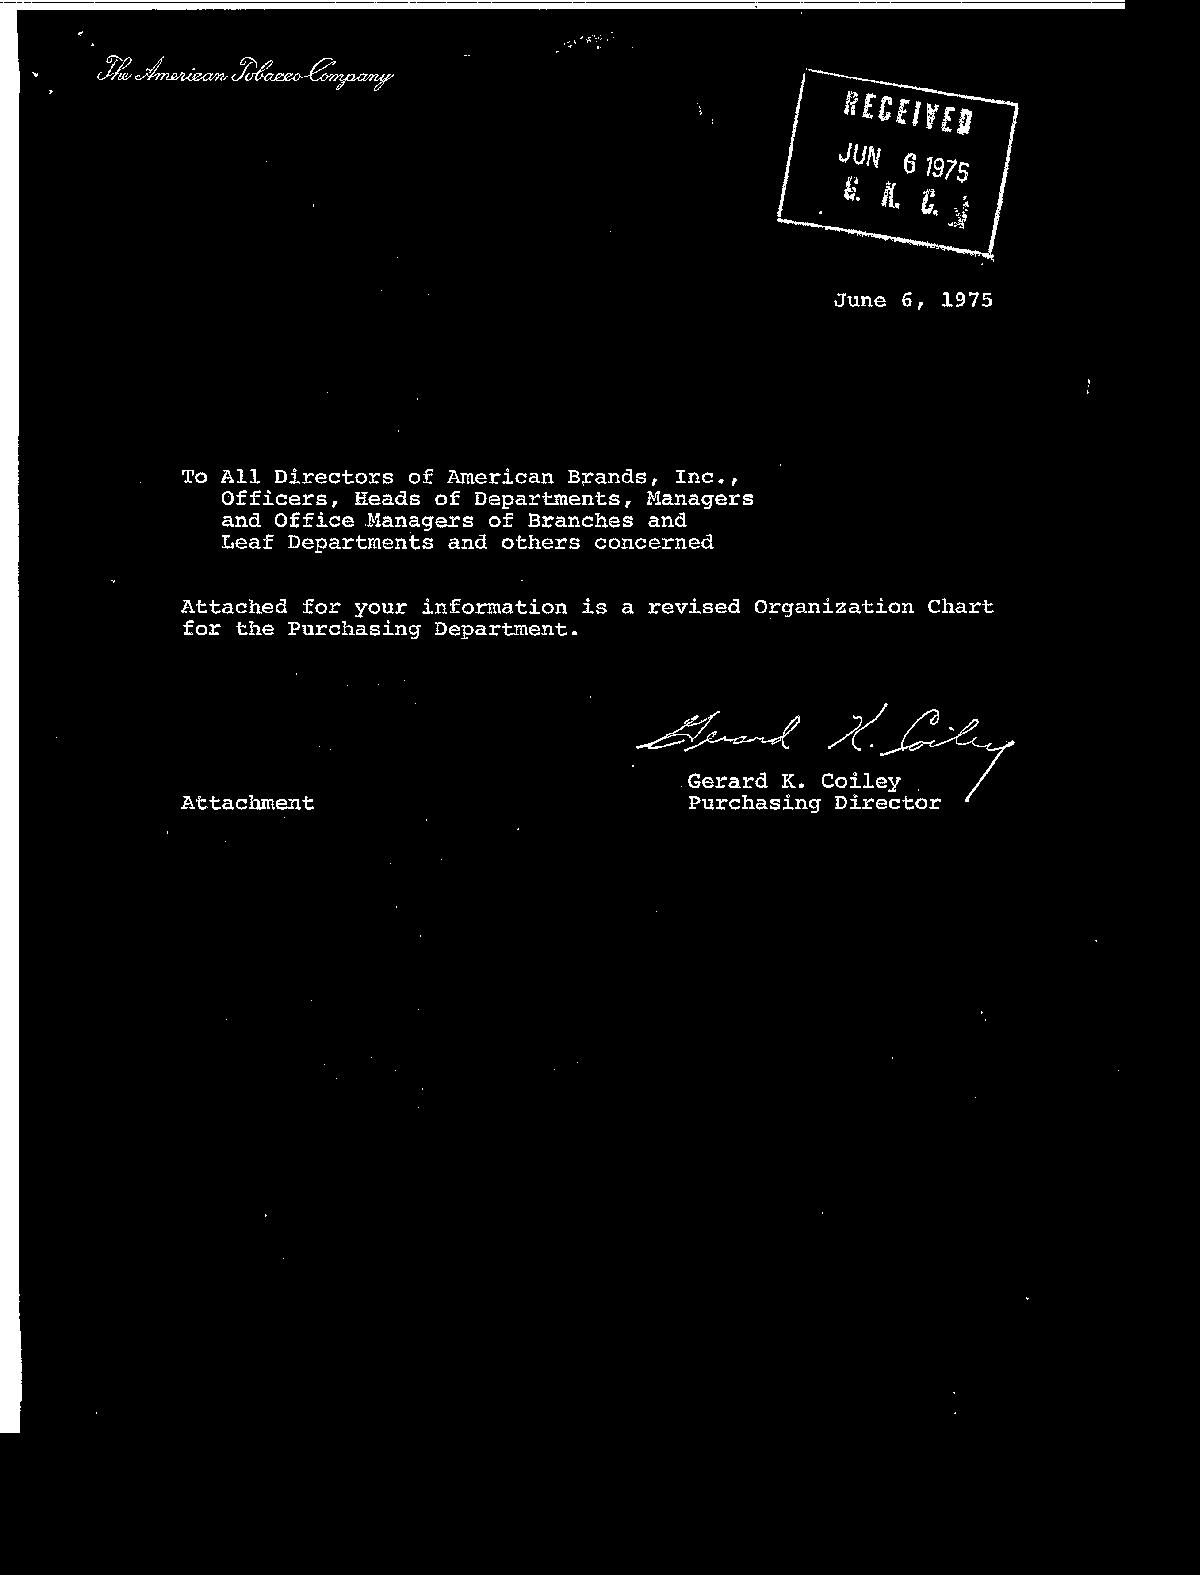 The American Tobacco Company
RECEIVED
JUN 6 1975
June 6, 1975
To All Directors of American Brands, Inc.,
Officers, Heads of Departments, Managers
and Office Managers of Branches and
Leaf Departments and others concerned
Attached for your information is a revised Organization Chart
for the Purchasing Department.
Gerard K. Coiley
Gerard K. Coiley
Attachment Purchasing Director